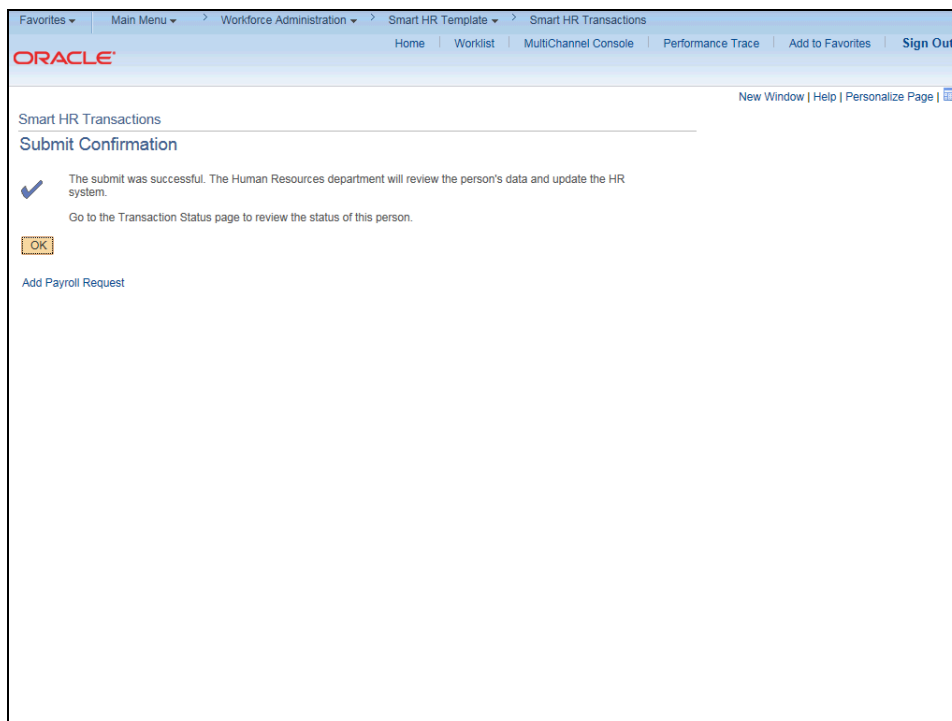 Favorites Main Menu > Workforce Administration > Smart HR Template > Smart HR Transactions
Home Worklist MultiChannel Console Performance Trace Add to Favorites Sign Out
ORACLE
New Window | Help | Personalize Page |
Smart HR Transactions
Submit Confirmation
The submit was successful. The Human Resources department will review the person's data and update the HR
system.
Go to the Transaction Status page to review the status of this person.
OK
Add Payroll Request